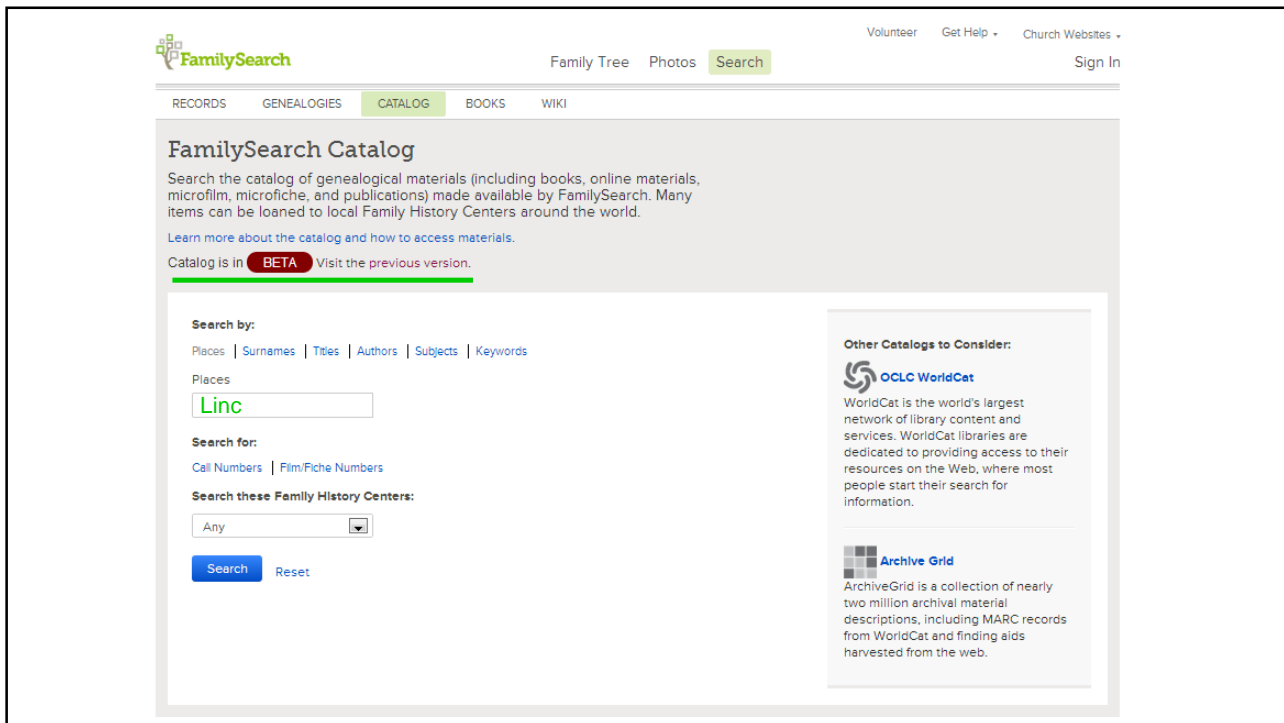 Volunteer Get Help Church Websites
FamilySearch
Family Tree Photos Search Sign In
RECORDS GENEALOGIES CATALOG BOOKS WIKI
FamilySearch Catalog
Search the catalog of genealogical materials (including books, online materials,
microfilm, microfiche, and publications) made available by FamilySearch. Many
items can be loaned to local Family History Centers around the world.
Learn more about the catalog and how to access materials.
Catalog is in BETA Visit the previous version.
Search by:
Places | Surnames | Titles | Authors | Subjects | Keywords
Places
Linc
Search for:
Call Numbers | Film/Fiche Numbers
Search these Family History Centers:
Any
Search Reset
Other Catalogs to Consider:
OCLC WorldCat
WorldCat is the world's largest
network of library content and
services. WorldCat libraries are
dedicated to providing access to their
resources on the Web, where most
people start their search for
information.
Archive Grid
ArchiveGrid is a collection of nearly
two million archival material
descriptions, including MARC records
from WorldCat and finding aids
harvested from the web.